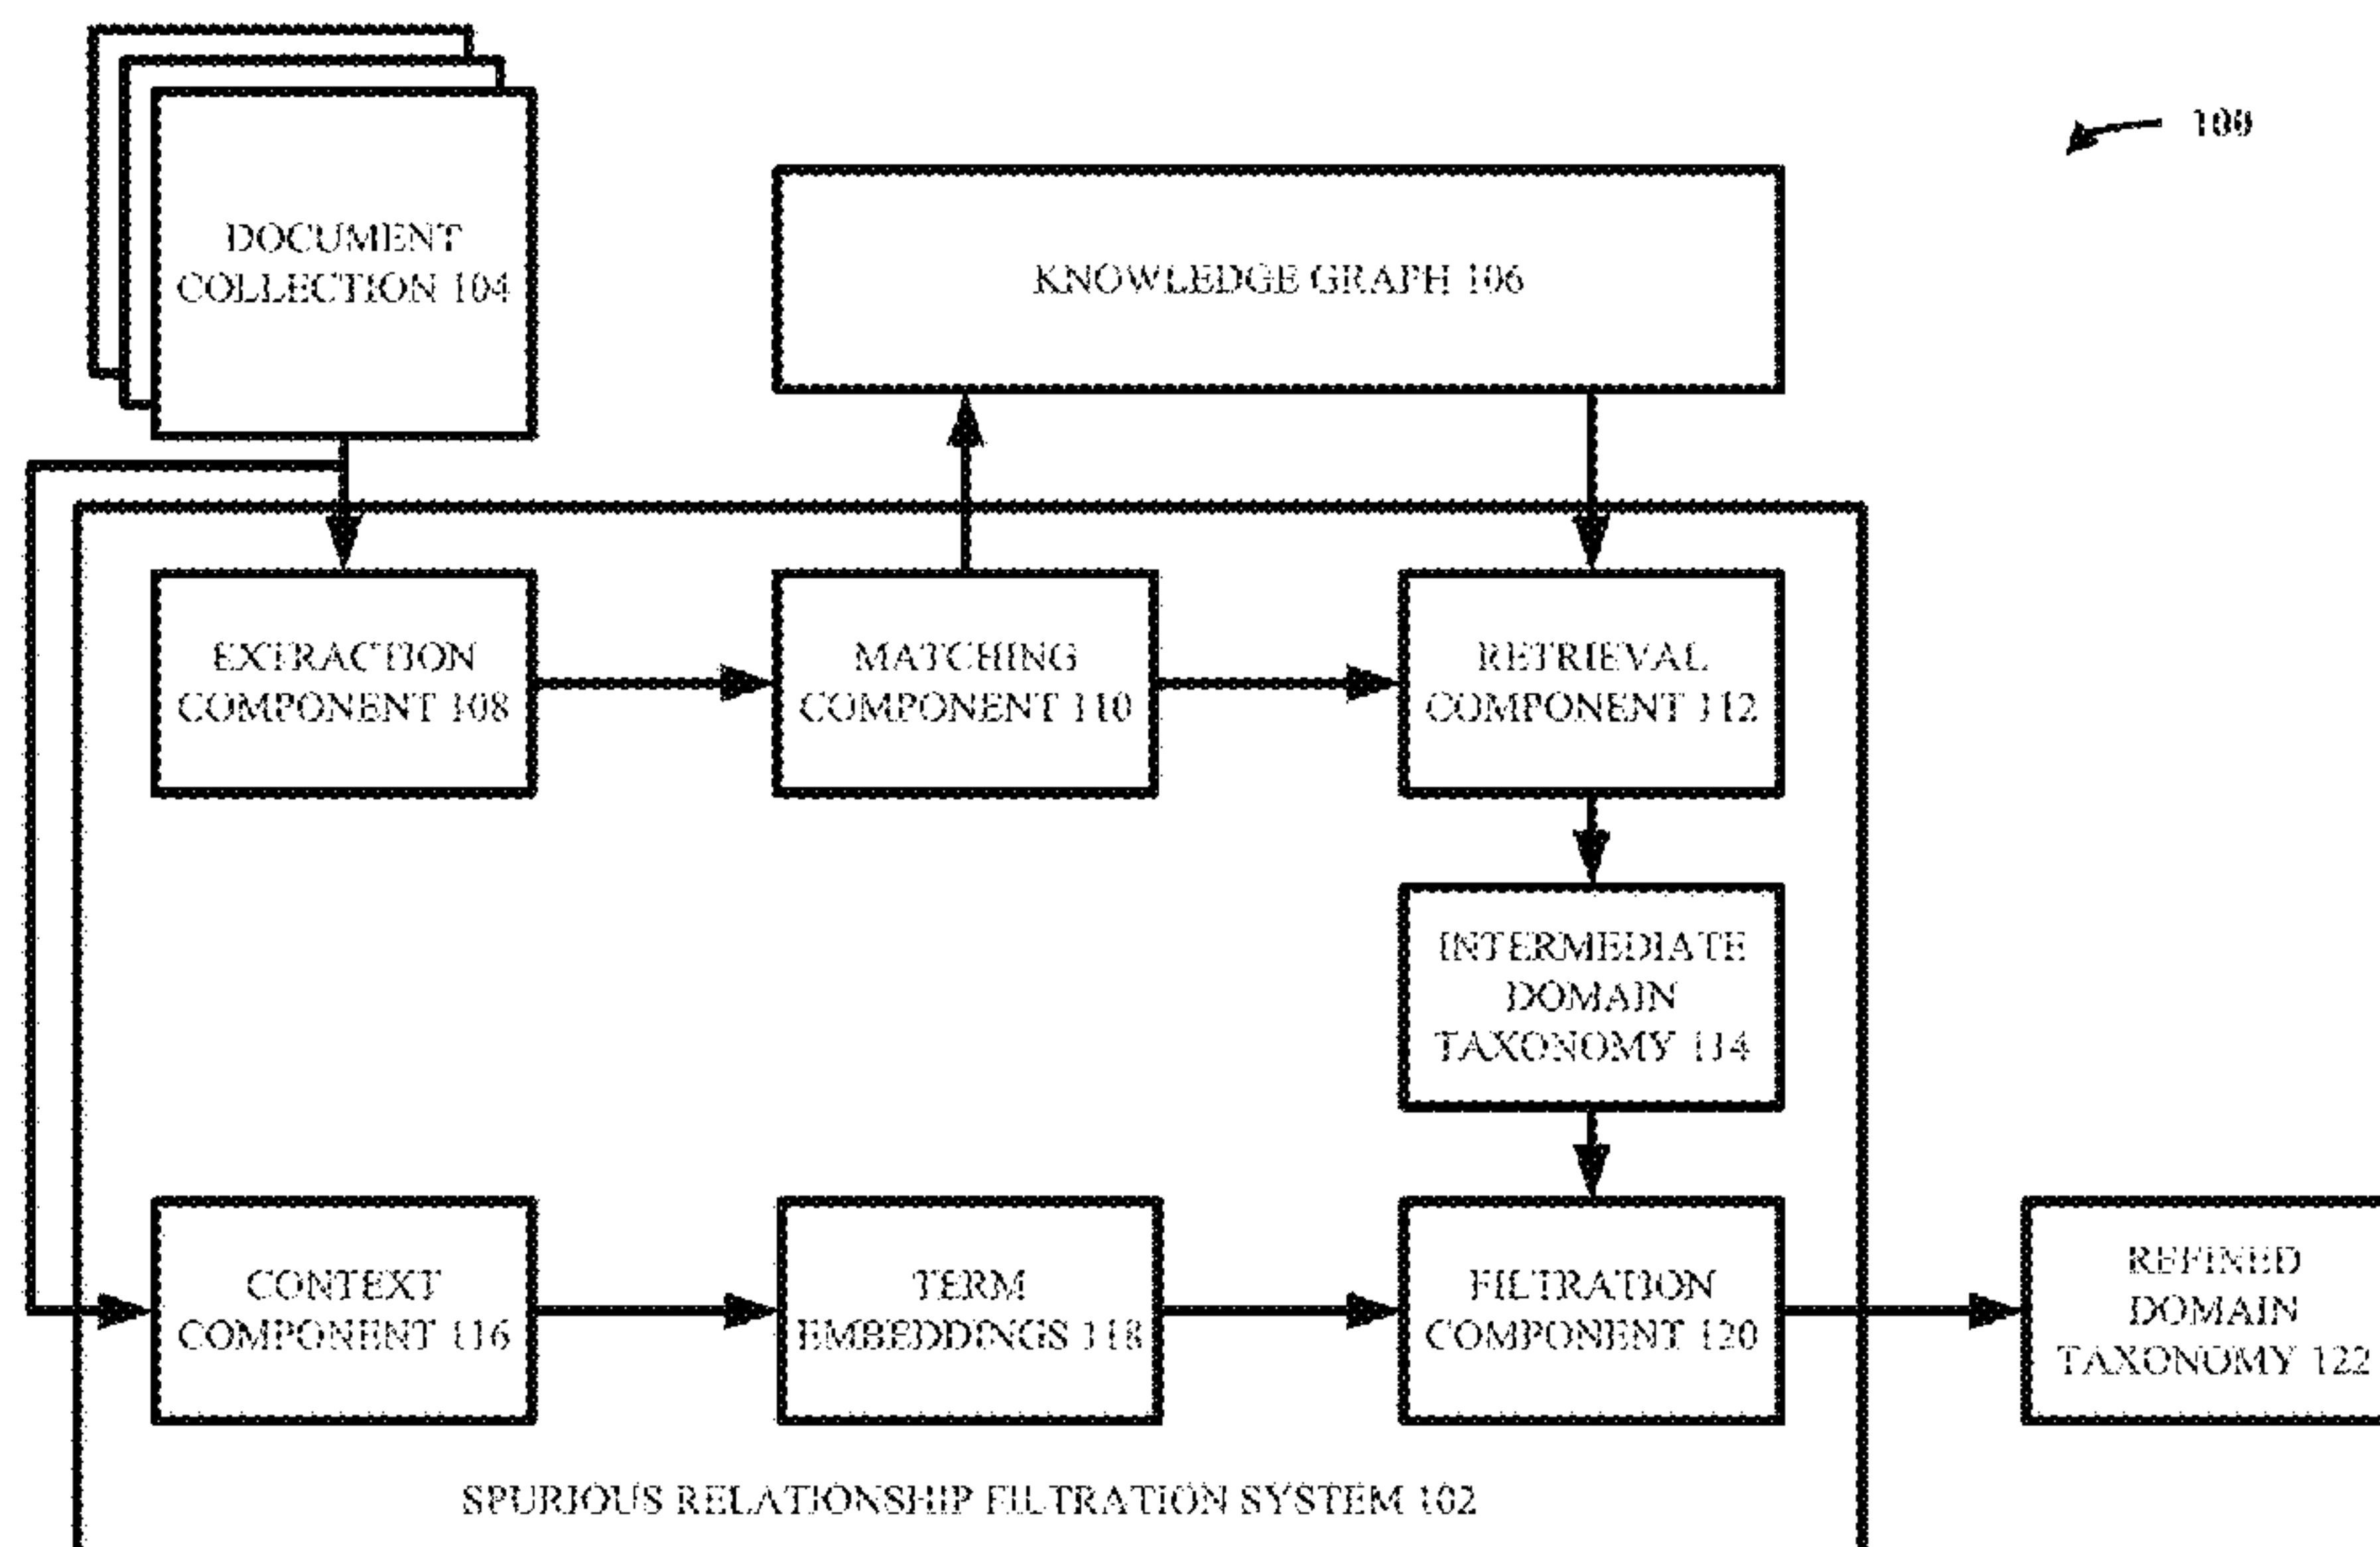 100
DOCUMENT
COLLECTION 104
KNOWLEDGE GRAPH 106
EXTRACTION
COMPONENT 108
MATCHING
COMPONENT 110
RETRIEVAL
COMPONENT 112
INTERMEDIATE
DOMAIN
TAXONOMY 114
CONTEXT
COMPONENT 116
TERM
EMBEDDINGS 118
FILTRATION
COMPONENT 120
REFINED
DOMAIN
TAXONOMY 122
SPURIOUS RELATIONSHIP FILTRATION SYSTEM 102